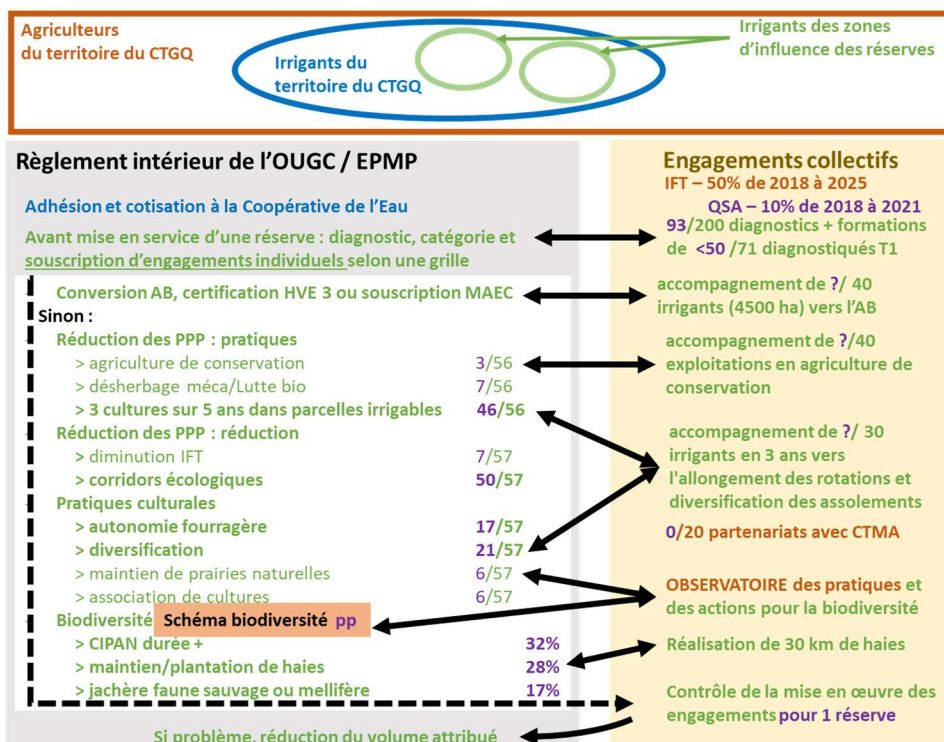 Agriculteurs
du territoire du CTGQ
Irrigants du
territoire du CTGQ
Irrigants des zones
d'influence des réserves
Règlement intérieur de l'OUGC / EPMP
Adhésion et cotisation à la Coopérative de l'Eau
Avant mise en service d'une réserve : diagnostic, catégorie et
souscription d'engagements individuels selon une grille
Conversion AB, certification HVE 3 ou souscription MAEC
Sinon :
Réduction des PPP : pratiques
> agriculture de conservation 3/56
> désherbage méca/Lutte bio 7/56
> 3 cultures sur 5 ans dans parcelles irrigables 46/56
Réduction des PPP : réduction
> diminution IFT 7/57
> corridors écologiques 50/57
Pratiques culturales
> autonomie fourragère 17/57
> diversification 21/57
> maintien de prairies naturelles 6/57
> association de cultures 6/57
Biodiversité Schéma biodiversité pp
> CIPAN durée + 32%
> maintien/plantation de haies 28%
> jachère faune sauvage ou mellifère 17%
Si problème, réduction du volume attribué
Engagements collectifs
IFT – 50% de 2018 à 2025
QSA – 10% de 2018 à 2021
93/200 diagnostics + formations
de <50 /71 diagnostiqués T1
accompagnement de ?/ 40
irrigants (4500 ha) vers l'AB
accompagnement de ?/40
exploitations en agriculture de
conservation
accompagnement de ?/ 30
irrigants en 3 ans vers
l'allongement des rotations et
diversification des assolements
0/20 partenariats avec CTMA
OBSERVATOIRE des pratiques et
des actions pour la biodiversité
Réalisation de 30 km de haies
Contrôle de la mise en œuvre des
engagements pour 1 réserve